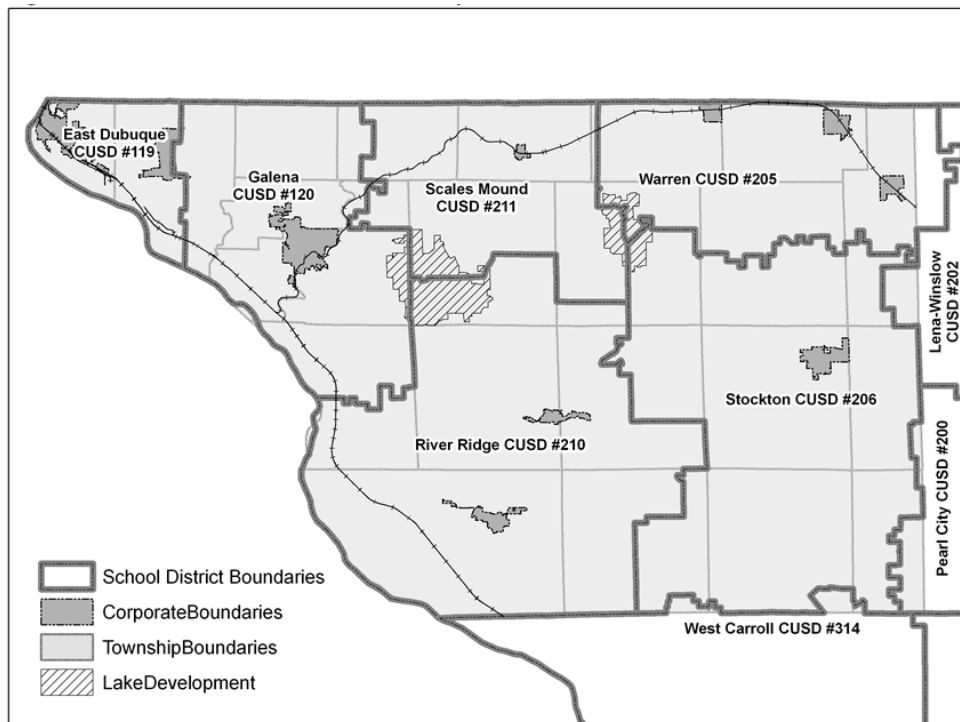 East Dubuque
CUSD #119
Galena
CUSD #120
Scales Mound
CUSD #211
Warren CUSD #205
Lena-Winslow
CUSD #202
Stockton CUSD #206
River Ridge CUSD #210
Pearl City CUSD #200
West Carroll CUSD #314
School District Boundaries
CorporateBoundaries
TownshipBoundaries
LakeDevelopment